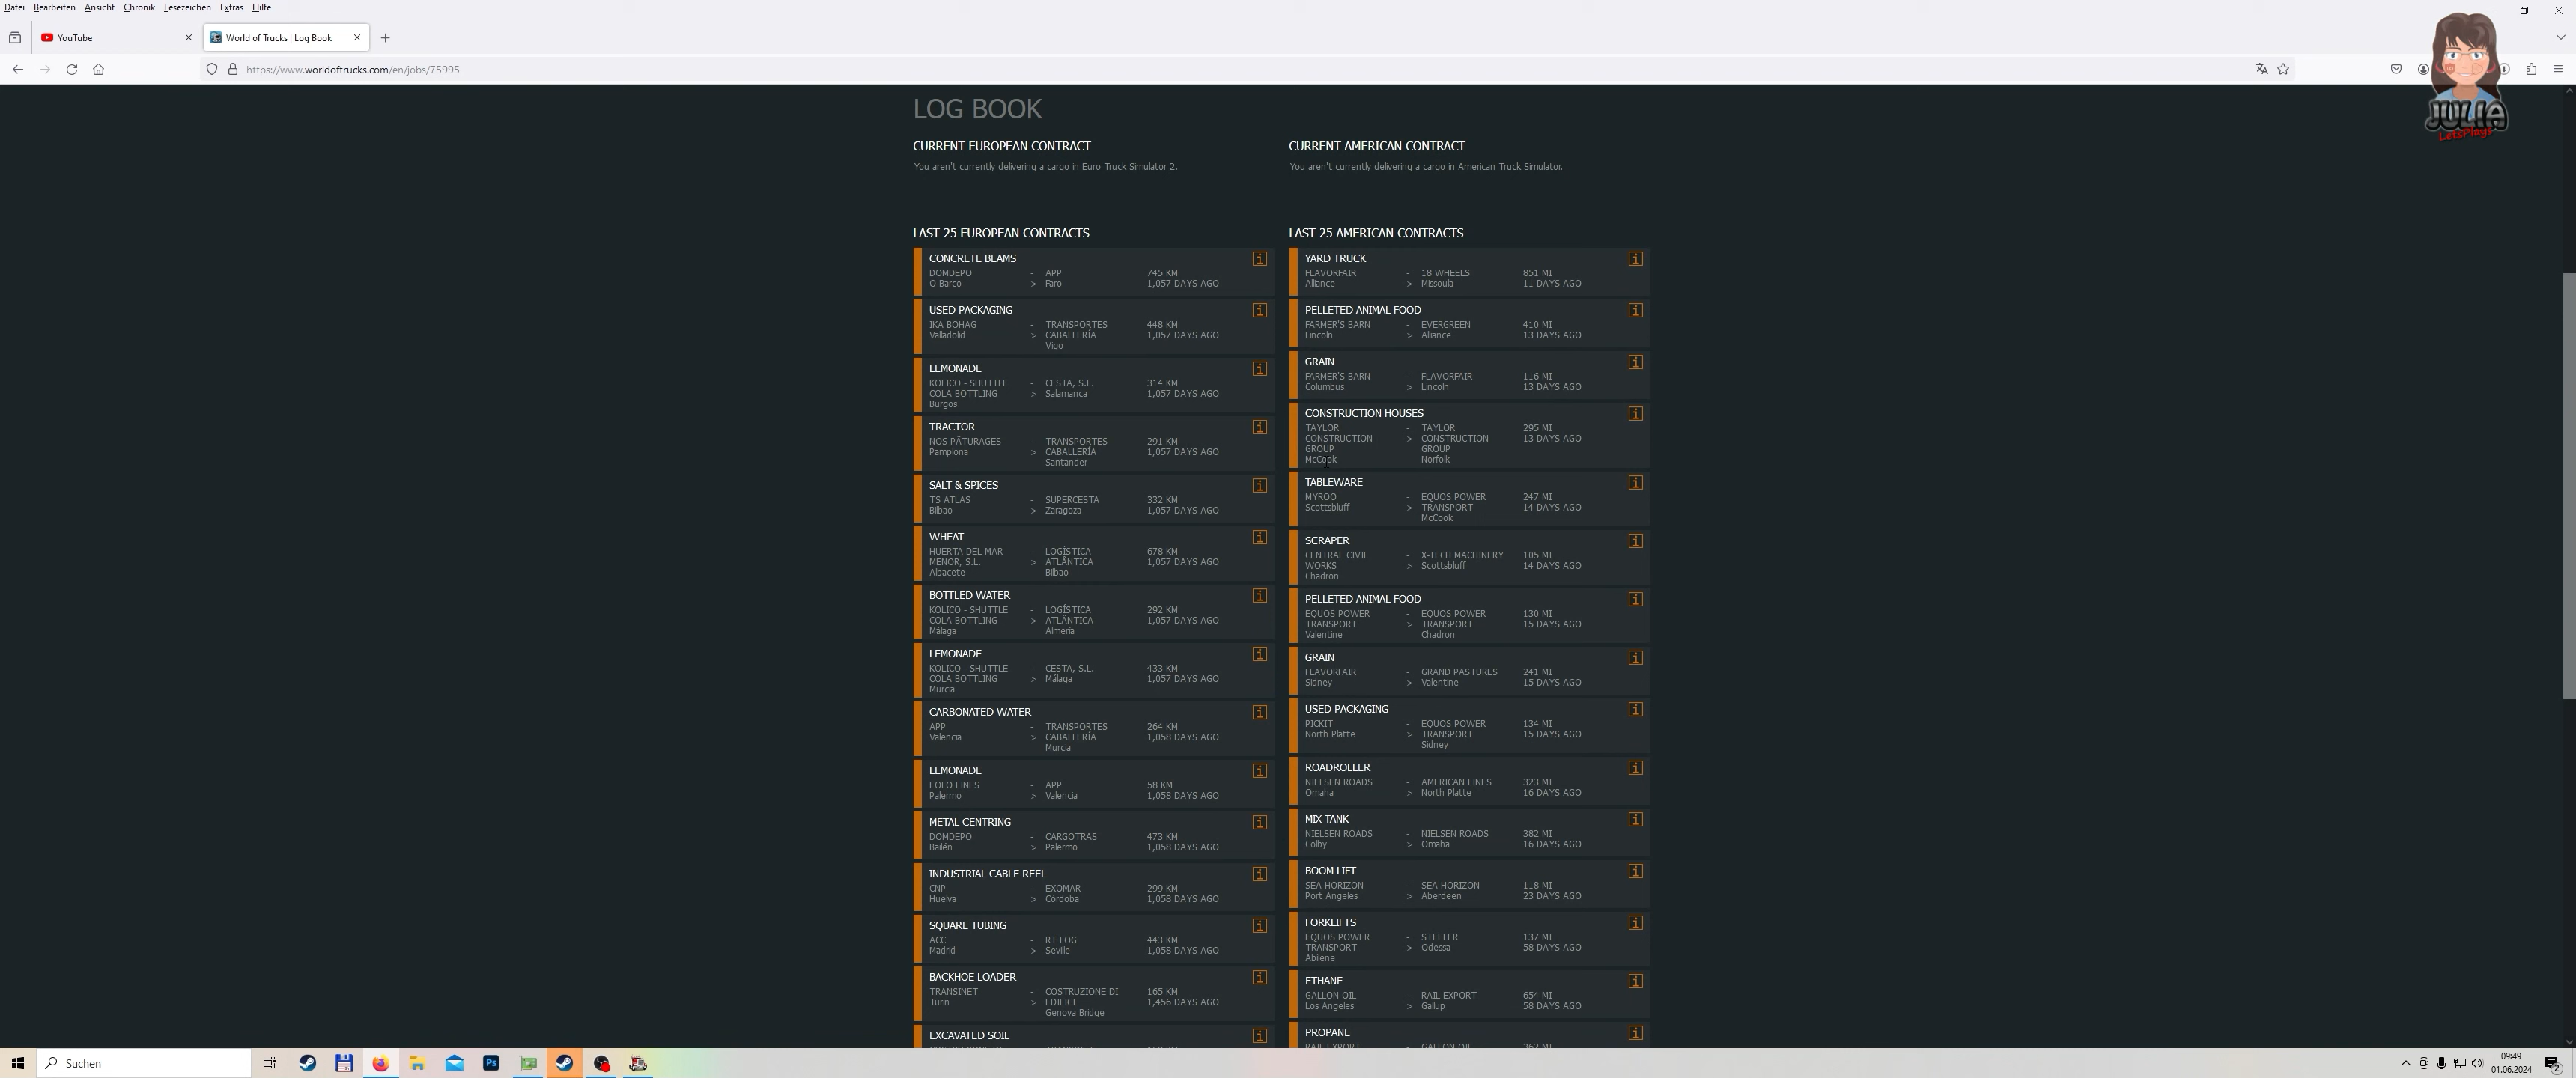 Datei Bearbeiten Ansicht Chronik Lesezeichen Extras Hilfe
YouTube
World of Trucks | Log Book
https://www.worldoftrucks.com/en/jobs/75995
JULIA
LetsPlays
LOG BOOK
CURRENT EUROPEAN CONTRACT
You aren't currently delivering a cargo in Euro Truck Simulator 2.
CURRENT AMERICAN CONTRACT
You aren't currently delivering a cargo in American Truck Simulator.
LAST 25 EUROPEAN CONTRACTS
CONCRETE BEAMS
DOMDEPO - APP 745 KM
O Barco > Faro 1,057 DAYS AGO
USED PACKAGING
IKA BOHAG - TRANSPORTES 448 KM
Valladolid > CABALLERÍA 1,057 DAYS AGO
Vigo
LEMONADE
KOLICO - SHUTTLE - CESTA, S.L. 314 KM
COLA BOTTLING > Salamanca 1,057 DAYS AGO
Burgos
TRACTOR
NOS PÂTURAGES - TRANSPORTES 291 KM
Pamplona > CABALLERÍA 1,057 DAYS AGO
Santander
SALT & SPICES
TS ATLAS - SUPERCESTA 332 KM
Bilbao > Zaragoza 1,057 DAYS AGO
WHEAT
HUERTA DEL MAR - LOGÍSTICA 678 KM
MENOR, S.L. > ATLÂNTICA 1,057 DAYS AGO
Albacete Bilbao
BOTTLED WATER
KOLICO - SHUTTLE - LOGÍSTICA 292 KM
COLA BOTTLING > ATLÂNTICA 1,057 DAYS AGO
Málaga Almería
LEMONADE
KOLICO - SHUTTLE - CESTA, S.L. 433 KM
COLA BOTTLING > Málaga 1,057 DAYS AGO
Murcia
CARBONATED WATER
APP - TRANSPORTES 264 KM
Valencia > CABALLERÍA 1,058 DAYS AGO
Murcia
LEMONADE
EOLO LINES - APP 58 KM
Palermo > Valencia 1,058 DAYS AGO
METAL CENTRING
DOMDEPO - CARGOTRAS 473 KM
Bailén > Palermo 1,058 DAYS AGO
INDUSTRIAL CABLE REEL
CNP - EXOMAR 299 KM
Huelva > Córdoba 1,058 DAYS AGO
SQUARE TUBING
ACC - RT LOG 443 KM
Madrid > Seville 1,058 DAYS AGO
BACKHOE LOADER
TRANSINET - COSTRUZIONE DI 165 KM
Turin > EDIFICI 1,456 DAYS AGO
Genova Bridge
EXCAVATED SOIL
LAST 25 AMERICAN CONTRACTS
YARD TRUCK
FLAVORFAIR - 18 WHEELS 851 MI
Alliance > Missoula 11 DAYS AGO
PELLETED ANIMAL FOOD
FARMER'S BARN - EVERGREEN 410 MI
Lincoln > Alliance 13 DAYS AGO
GRAIN
FARMER'S BARN - FLAVORFAIR 116 MI
Columbus > Lincoln 13 DAYS AGO
CONSTRUCTION HOUSES
TAYLOR - TAYLOR 295 MI
CONSTRUCTION > CONSTRUCTION 13 DAYS AGO
GROUP GROUP
McCook Norfolk
TABLEWARE
MYROO - EQUOS POWER 247 MI
Scottsbluff > TRANSPORT 14 DAYS AGO
McCook
SCRAPER
CENTRAL CIVIL - X-TECH MACHINERY 105 MI
WORKS > Scottsbluff 14 DAYS AGO
Chadron
PELLETED ANIMAL FOOD
EQUOS POWER - EQUOS POWER 130 MI
TRANSPORT > TRANSPORT 15 DAYS AGO
Valentine Chadron
GRAIN
FLAVORFAIR - GRAND PASTURES 241 MI
Sidney > Valentine 15 DAYS AGO
USED PACKAGING
PICKIT - EQUOS POWER 134 MI
North Platte > TRANSPORT 15 DAYS AGO
Sidney
ROADROLLER
NIELSEN ROADS - AMERICAN LINES 323 MI
Omaha > North Platte 16 DAYS AGO
MIX TANK
NIELSEN ROADS - NIELSEN ROADS 382 MI
Colby > Omaha 16 DAYS AGO
BOOM LIFT
SEA HORIZON - SEA HORIZON 118 MI
Port Angeles > Aberdeen 23 DAYS AGO
FORKLIFTS
EQUOS POWER - STEELER 137 MI
TRANSPORT > Odessa 58 DAYS AGO
Abilene
ETHANE
GALLON OIL - RAIL EXPORT 654 MI
Los Angeles > Gallup 58 DAYS AGO
PROPANE
RAIL EXPORT - GALLON OIL 362 MI
Suchen
Ps
09:49
01.06.2024
2